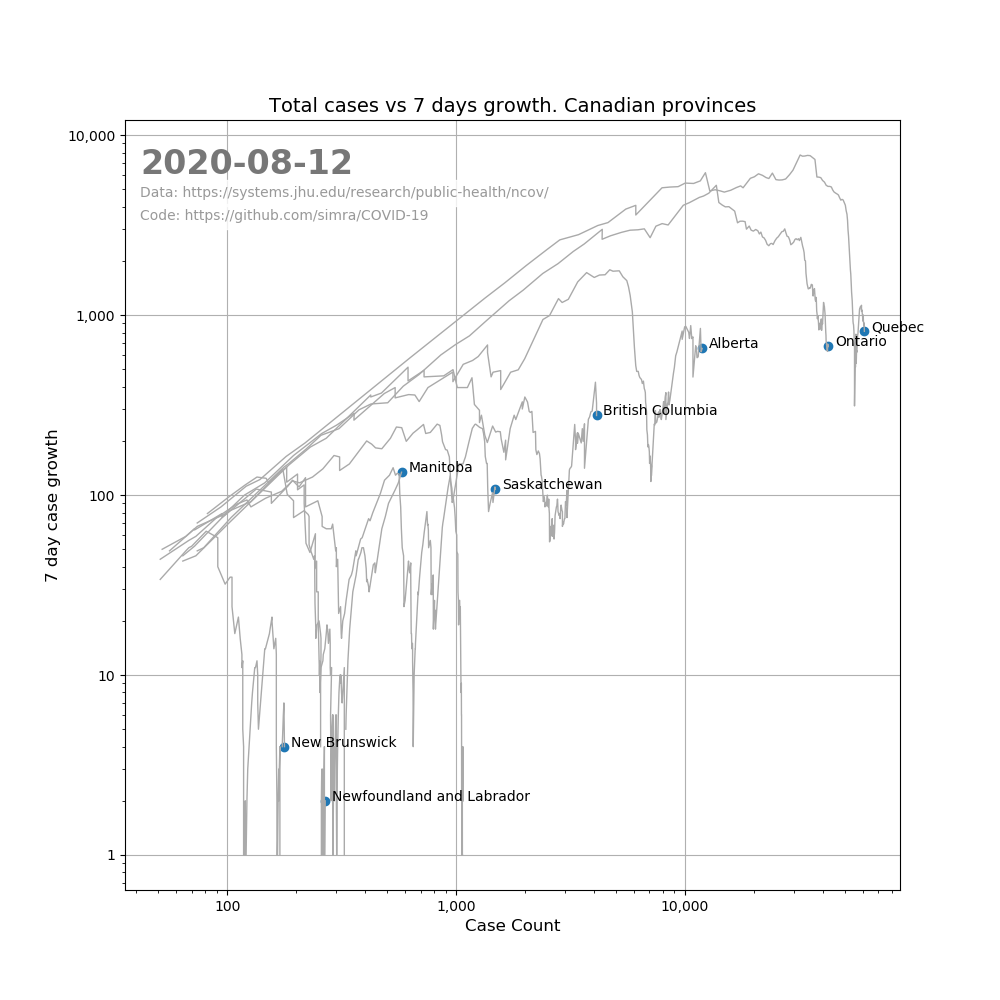 Total cases vs 7 days growth. Canadian provinces
10,000
2020-08-12
Data: https://systems.jhu.edu/research/public-health/ncov/
Code: https://github.com/simra/COVID-19
1,000
Quebec
Ontario
Alberta
British Columbia
7 day case growth
Manitoba
Saskatchewan
100
10
New Brunswick
Newfoundland and Labrador
1
100 1,000 10,000
Case Count